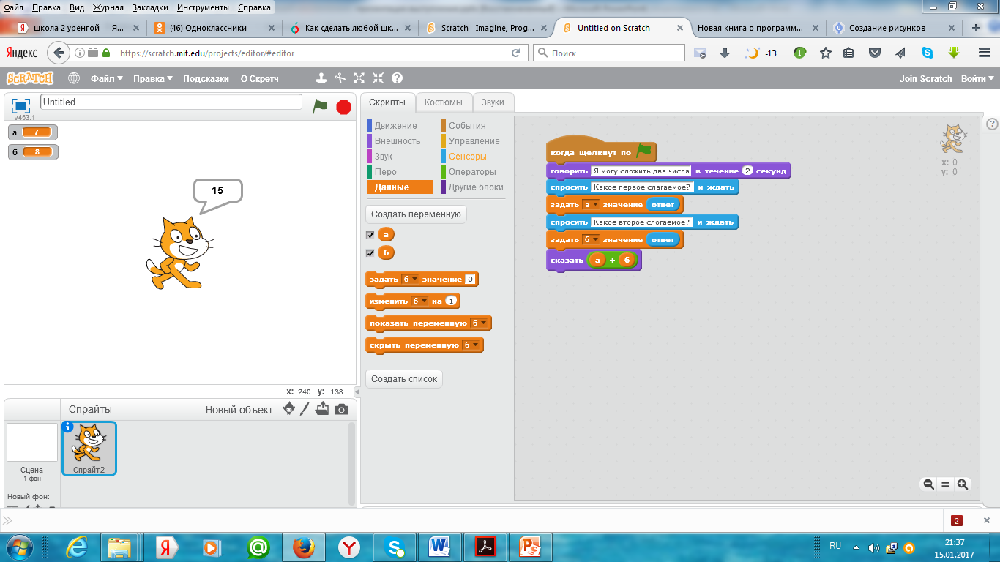 Файл Правка Вид Журнал Закладки Инструменты Справка
школа 2 уренгой — Я...
(46) Одноклассники
Как сделать любой шк...
Scratch - Imagine, Prog...
Untitled on Scratch
Новая книга о программ...
Создание рисунков
Яндекс
https://scratch.mit.edu/projects/editor/#editor
Поиск
-13
SCRATCH
Файл Правка Подсказки О Скретч
Join Scratch Войти
Untitled
v453.1
а 7
б 8
15
x: 240 y: 138
Спрайты
Новый объект:
Сцена
1 фон
Новый фон:
Спрайт2
Скрипты Костюмы Звуки
Движение
Внешность
Звук
Перо
Данные
События
Управление
Сенсоры
Операторы
Другие блоки
Создать переменную
а
б
задать б значение 0
изменить б на 1
показать переменную б
скрыть переменную б
Создать список
когда щелкнут по
говорить Я могу сложить два числа в течение 2 секунд
спросить Какое первое слагаемое? и ждать
задать а значение ответ
спросить Какое второе слогаемое? и ждать
задать б значение ответ
сказать а + б
x: 0
y: 0
2
RU
21:37
15.01.2017